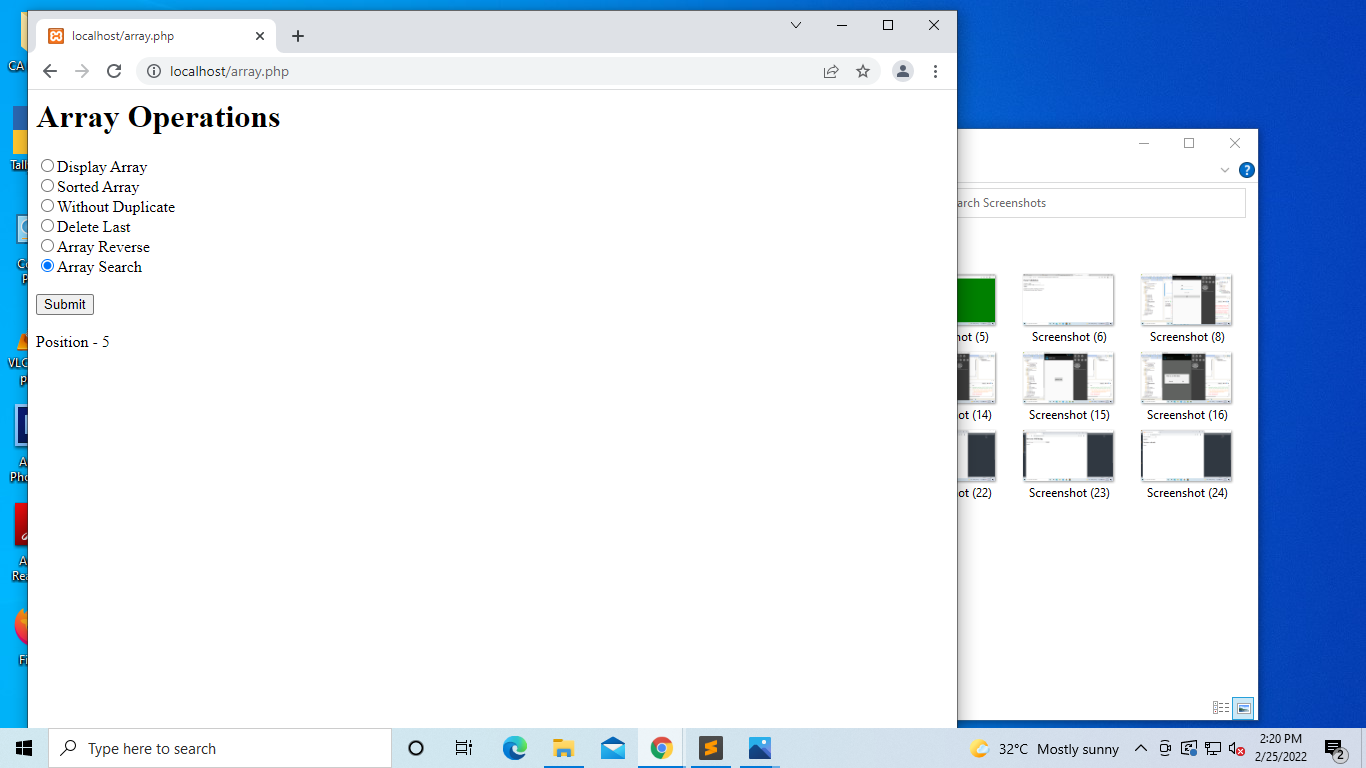 localhost/array.php
localhost/array.php
Array Operations
Display Array
Sorted Array
Without Duplicate
Delete Last
Array Reverse
Array Search
Submit
Position - 5
CA
Tall
VLC
Pho
Rea
Fi
arch Screenshots
hot (5)
Screenshot (6)
Screenshot (8)
(14)
Screenshot (15)
Screenshot (16)
ot (22)
Screenshot (23)
Screenshot (24)
Type here to search
32°C Mostly sunny
2:20 PM
2/25/2022
2